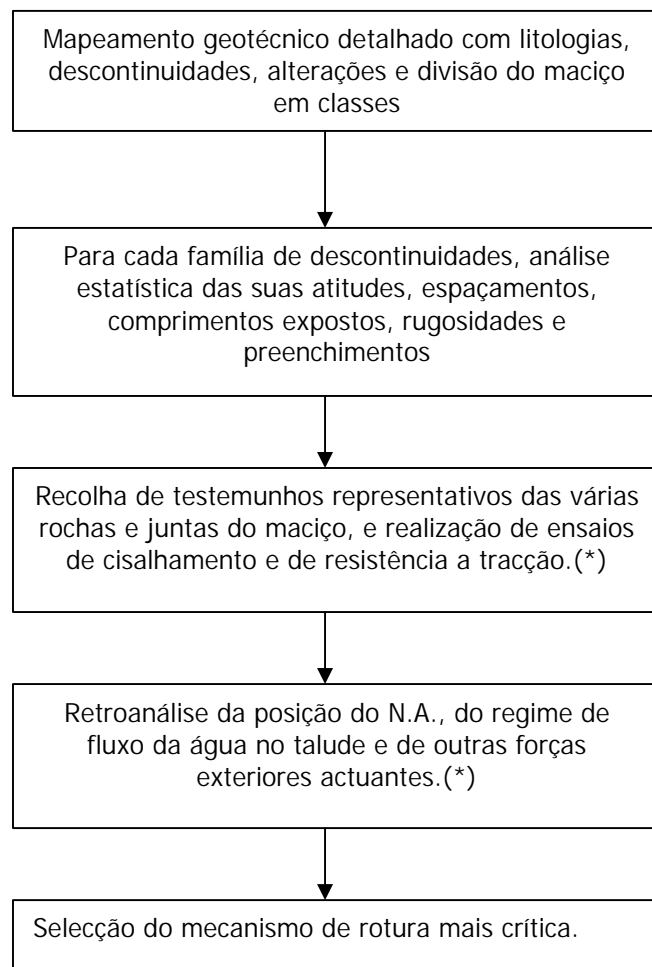 Mapeamento geotécnico detalhado com litologias,
descontinuidades, alterações e divisão do maciço
em classes
Para cada família de descontinuidades, análise
estatística das suas atitudes, espaçamentos,
comprimentos expostos, rugosidades e
preenchimentos
Recolha de testemunhos representativos das várias
rochas e juntas do maciço, e realização de ensaios
de cisalhamento e de resistência a tracção.(*)
Retroanálise da posição do N.A., do regime de
fluxo da água no talude e de outras forças
exteriores actuantes.(*)
Selecção do mecanismo de rotura mais crítica.